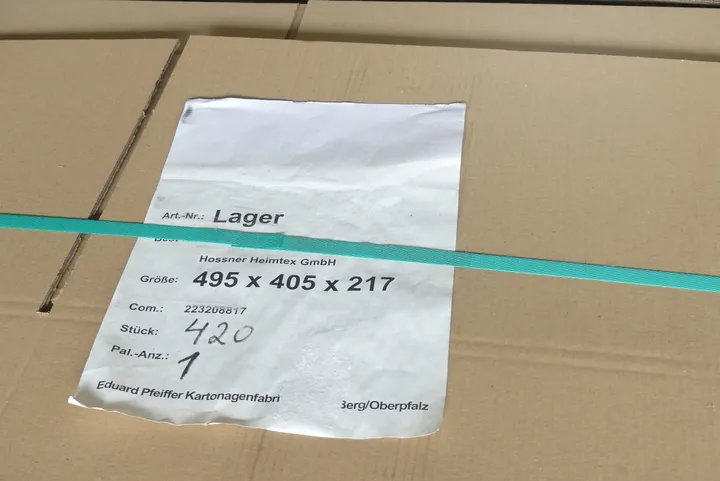 Art.-Nr.: Lager
Hossner Heimtex GmbH
Größe: 495 x 405 x 217
Com.: 223208817
Stück: 420
Pal.-Anz.: 1
Eduard Pfeiffer Kartonagenfabri Berg/Oberpfalz